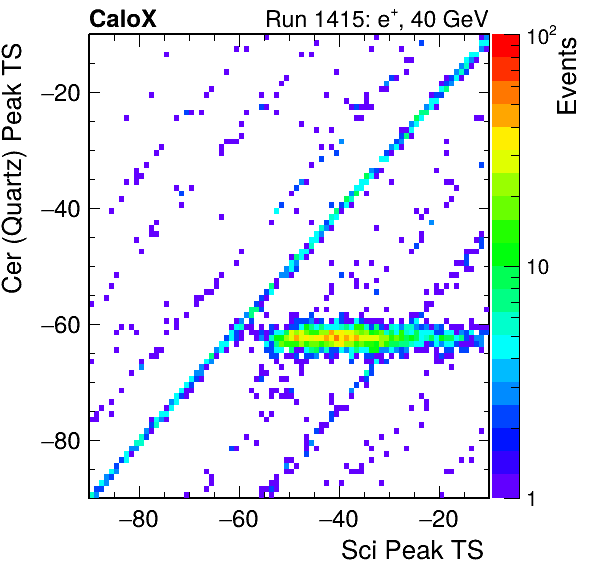 CaloX Run 1415: e⁺, 40 GeV
Cer (Quartz) Peak TS
−20
−40
−60
−80
−80 −60 −40 −20
Sci Peak TS
10²
10
1
Events